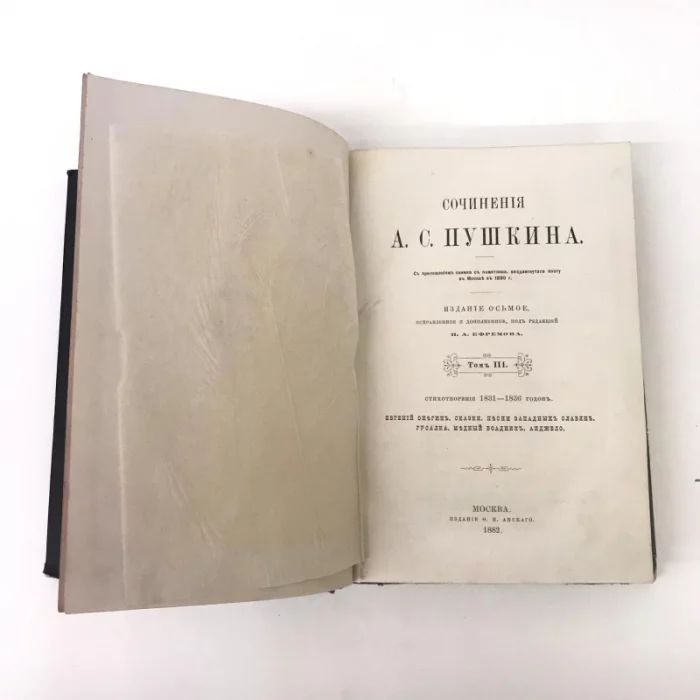 СОЧИНЕНІЯ
А. С. ПУШКИНА.
Съ приложеніемъ снимка съ памятника, воздвигнутаго поэту
въ Москвѣ въ 1880 г.
ИЗДАНІЕ ОСЬМОЕ,
ИСПРАВЛЕННОЕ И ДОПОЛНЕННОЕ, ПОДЪ РЕДАКЦІЕЙ
П. А. ЕФРЕМОВА.
Томъ III.
СТИХОТВОРЕНІЯ 1831—1836 ГОДОВЪ.
ЕВГЕНІЙ ОНѢГИНЪ. СКАЗКИ. ПѢСНИ ЗАПАДНЫХЪ СЛАВЯНЪ.
РУСАЛКА. МѢДНЫЙ ВСАДНИКЪ. АНДЖЕЛО.
МОСКВА.
ИЗДАНІЕ Ѳ. И. АНСКАГО.
1882.